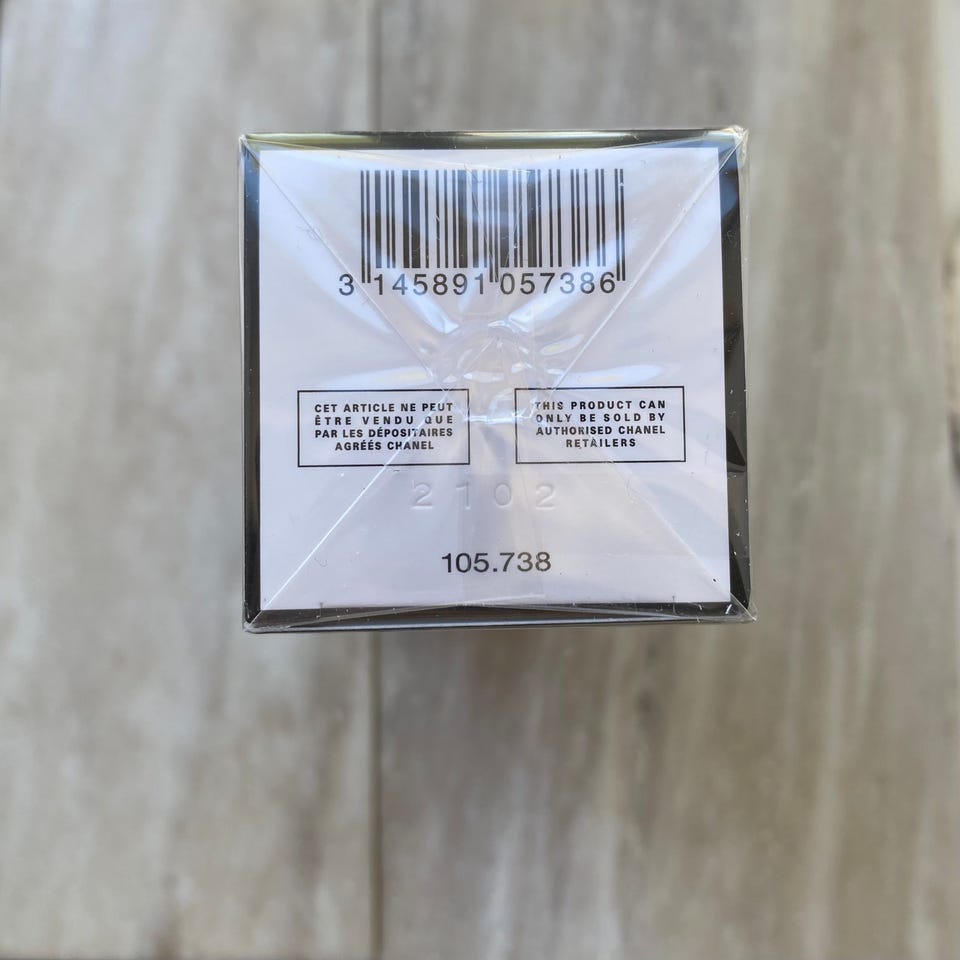 3 145891 057386
CET ARTICLE NE PEUT
ÊTRE VENDU QUE
PAR LES DÉPOSITAIRES
AGRÉÉS CHANEL
THIS PRODUCT CAN
ONLY BE SOLD BY
AUTHORISED CHANEL
RETAILERS
2102
105.738